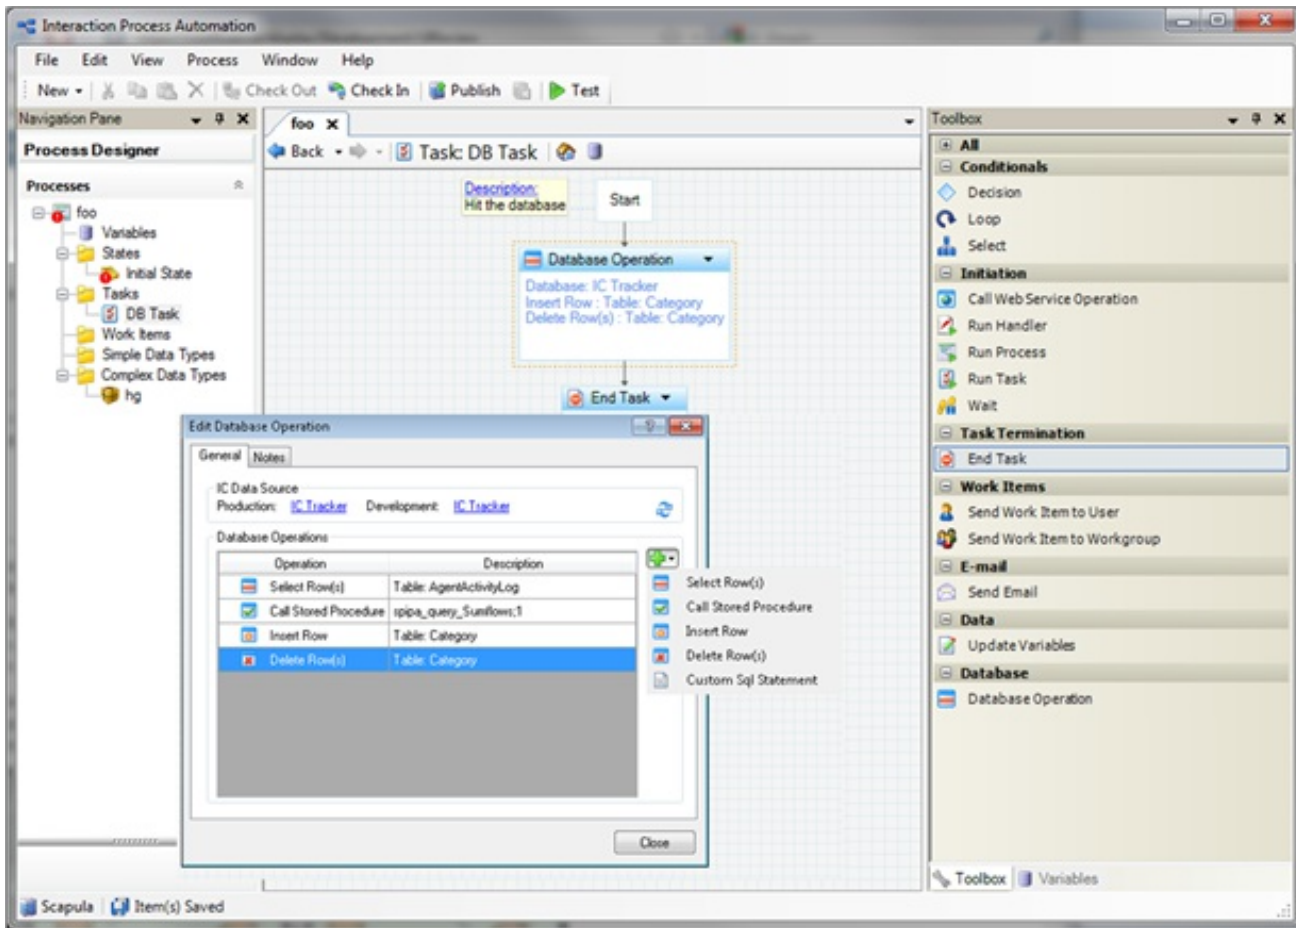 Interaction Process Automation
File Edit View Process Window Help
New Check Out Check In Publish Test
Navigation Pane
Process Designer
Processes
foo
Variables
States
Initial State
Tasks
DB Task
Work Items
Simple Data Types
Complex Data Types
hg
foo
Back Task: DB Task
Description:
Hit the database
Start
Database Operation
Database: IC Tracker
Insert Row : Table: Category
Delete Row(s) : Table: Category
End Task
Edit Database Operation
General Notes
IC Data Source
Production: IC Tracker Development: IC Tracker
Database Operations
Operation Description
Select Row(s) Table: AgentActivityLog
Call Stored Procedure spipa_query_Sumflows;1
Insert Row Table: Category
Delete Row(s) Table: Category
Select Row(s)
Call Stored Procedure
Insert Row
Delete Row(s)
Custom Sql Statement
Close
Toolbox
All
Conditionals
Decision
Loop
Select
Initiation
Call Web Service Operation
Run Handler
Run Process
Run Task
Wait
Task Termination
End Task
Work Items
Send Work Item to User
Send Work Item to Workgroup
E-mail
Send Email
Data
Update Variables
Database
Database Operation
Toolbox Variables
Scapula Item(s) Saved